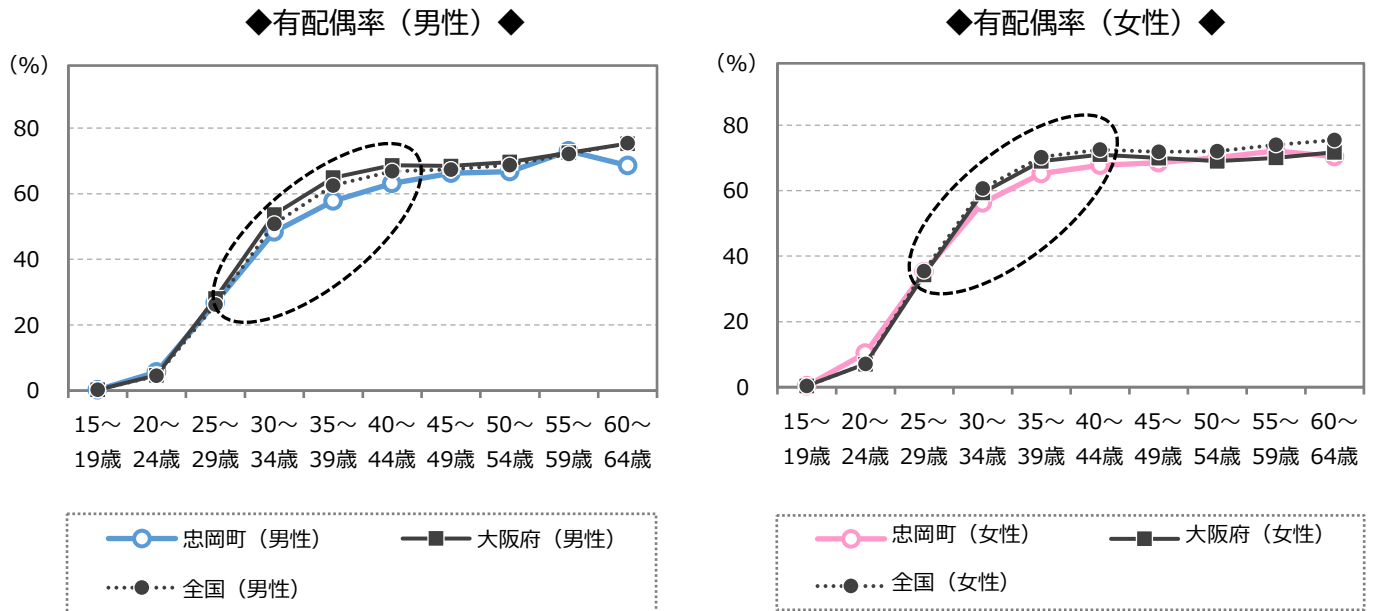 ◆有配偶率（男性）◆
（%）
80
60
40
20
0
15～ 20～ 25～ 30～ 35～ 40～ 45～ 50～ 55～ 60～
19歳 24歳 29歳 34歳 39歳 44歳 49歳 54歳 59歳 64歳
忠岡町（男性） 大阪府（男性）
全国（男性）
◆有配偶率（女性）◆
（%）
80
60
40
20
0
15～ 20～ 25～ 30～ 35～ 40～ 45～ 50～ 55～ 60～
19歳 24歳 29歳 34歳 39歳 44歳 49歳 54歳 59歳 64歳
忠岡町（女性） 大阪府（女性）
全国（女性）